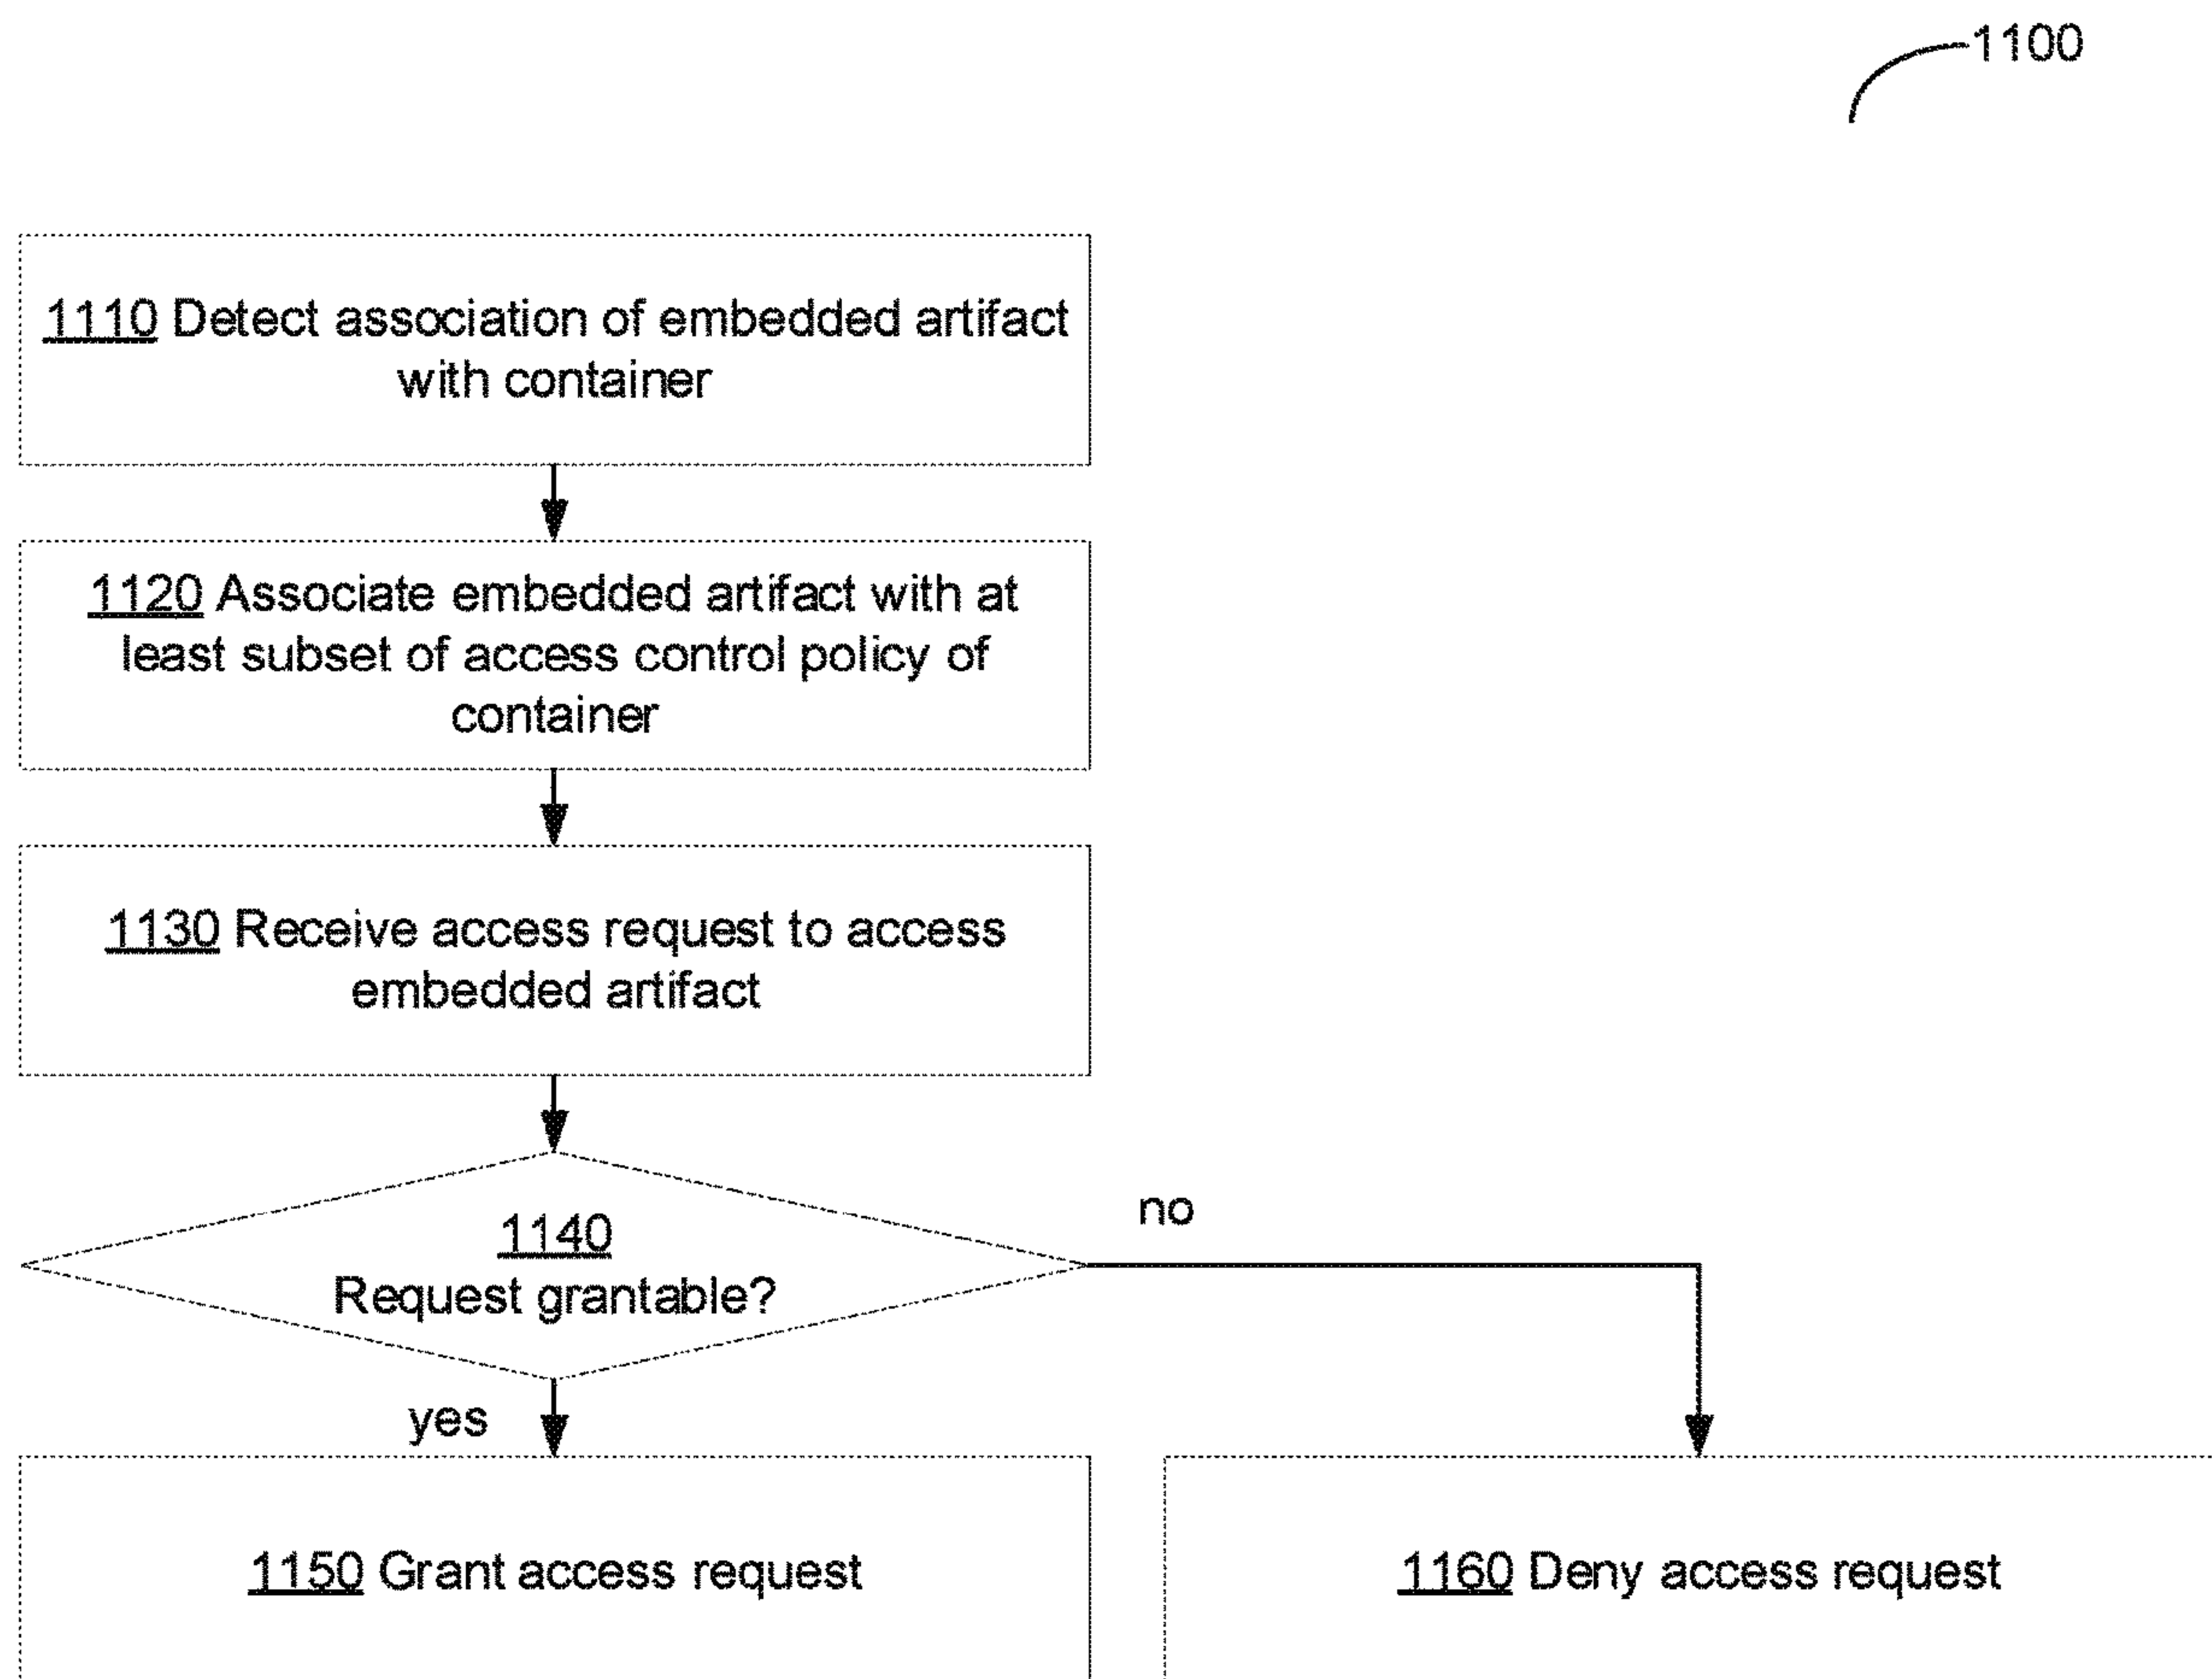 1100
1110 Detect association of embedded artifact
with container
1120 Associate embedded artifact with at
least subset of access control policy of
container
1130 Receive access request to access
embedded artifact
1140
Request grantable?
no
yes
1150 Grant access request
1160 Deny access request